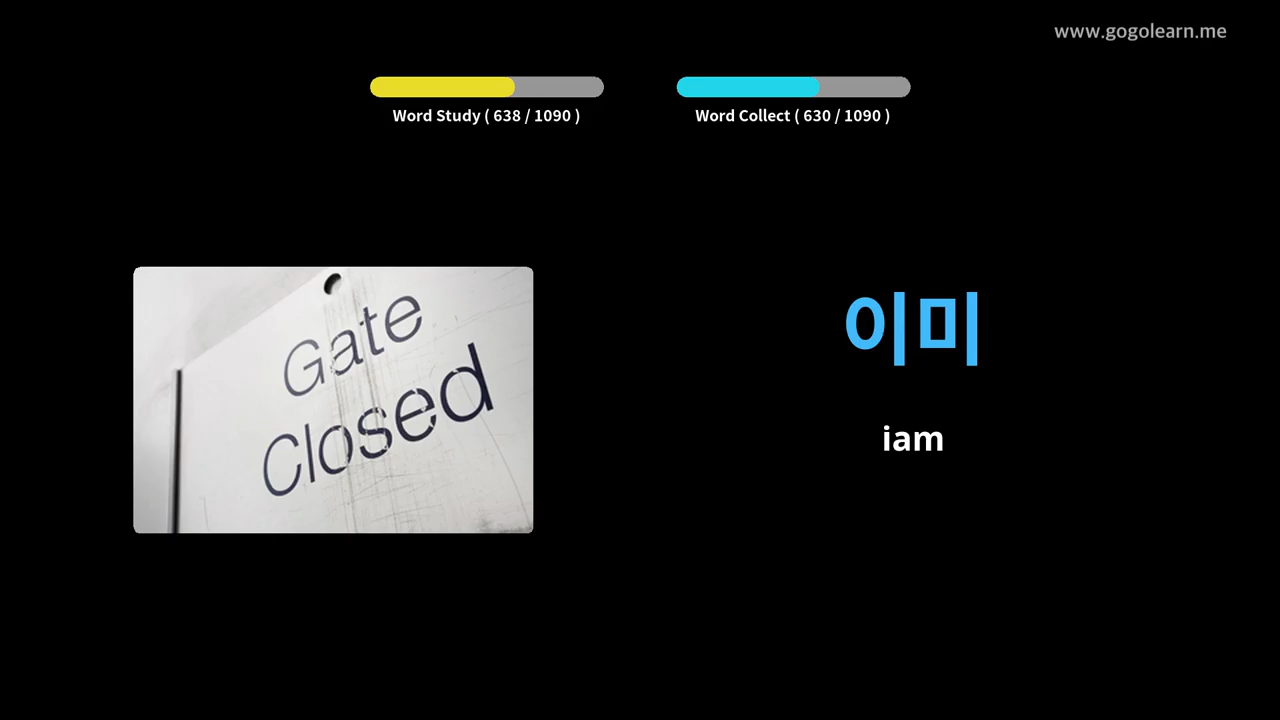 www.gogolearn.me
Word Study ( 638 / 1090 )
Word Collect ( 630 / 1090 )
Gate
Closed
이미
iam